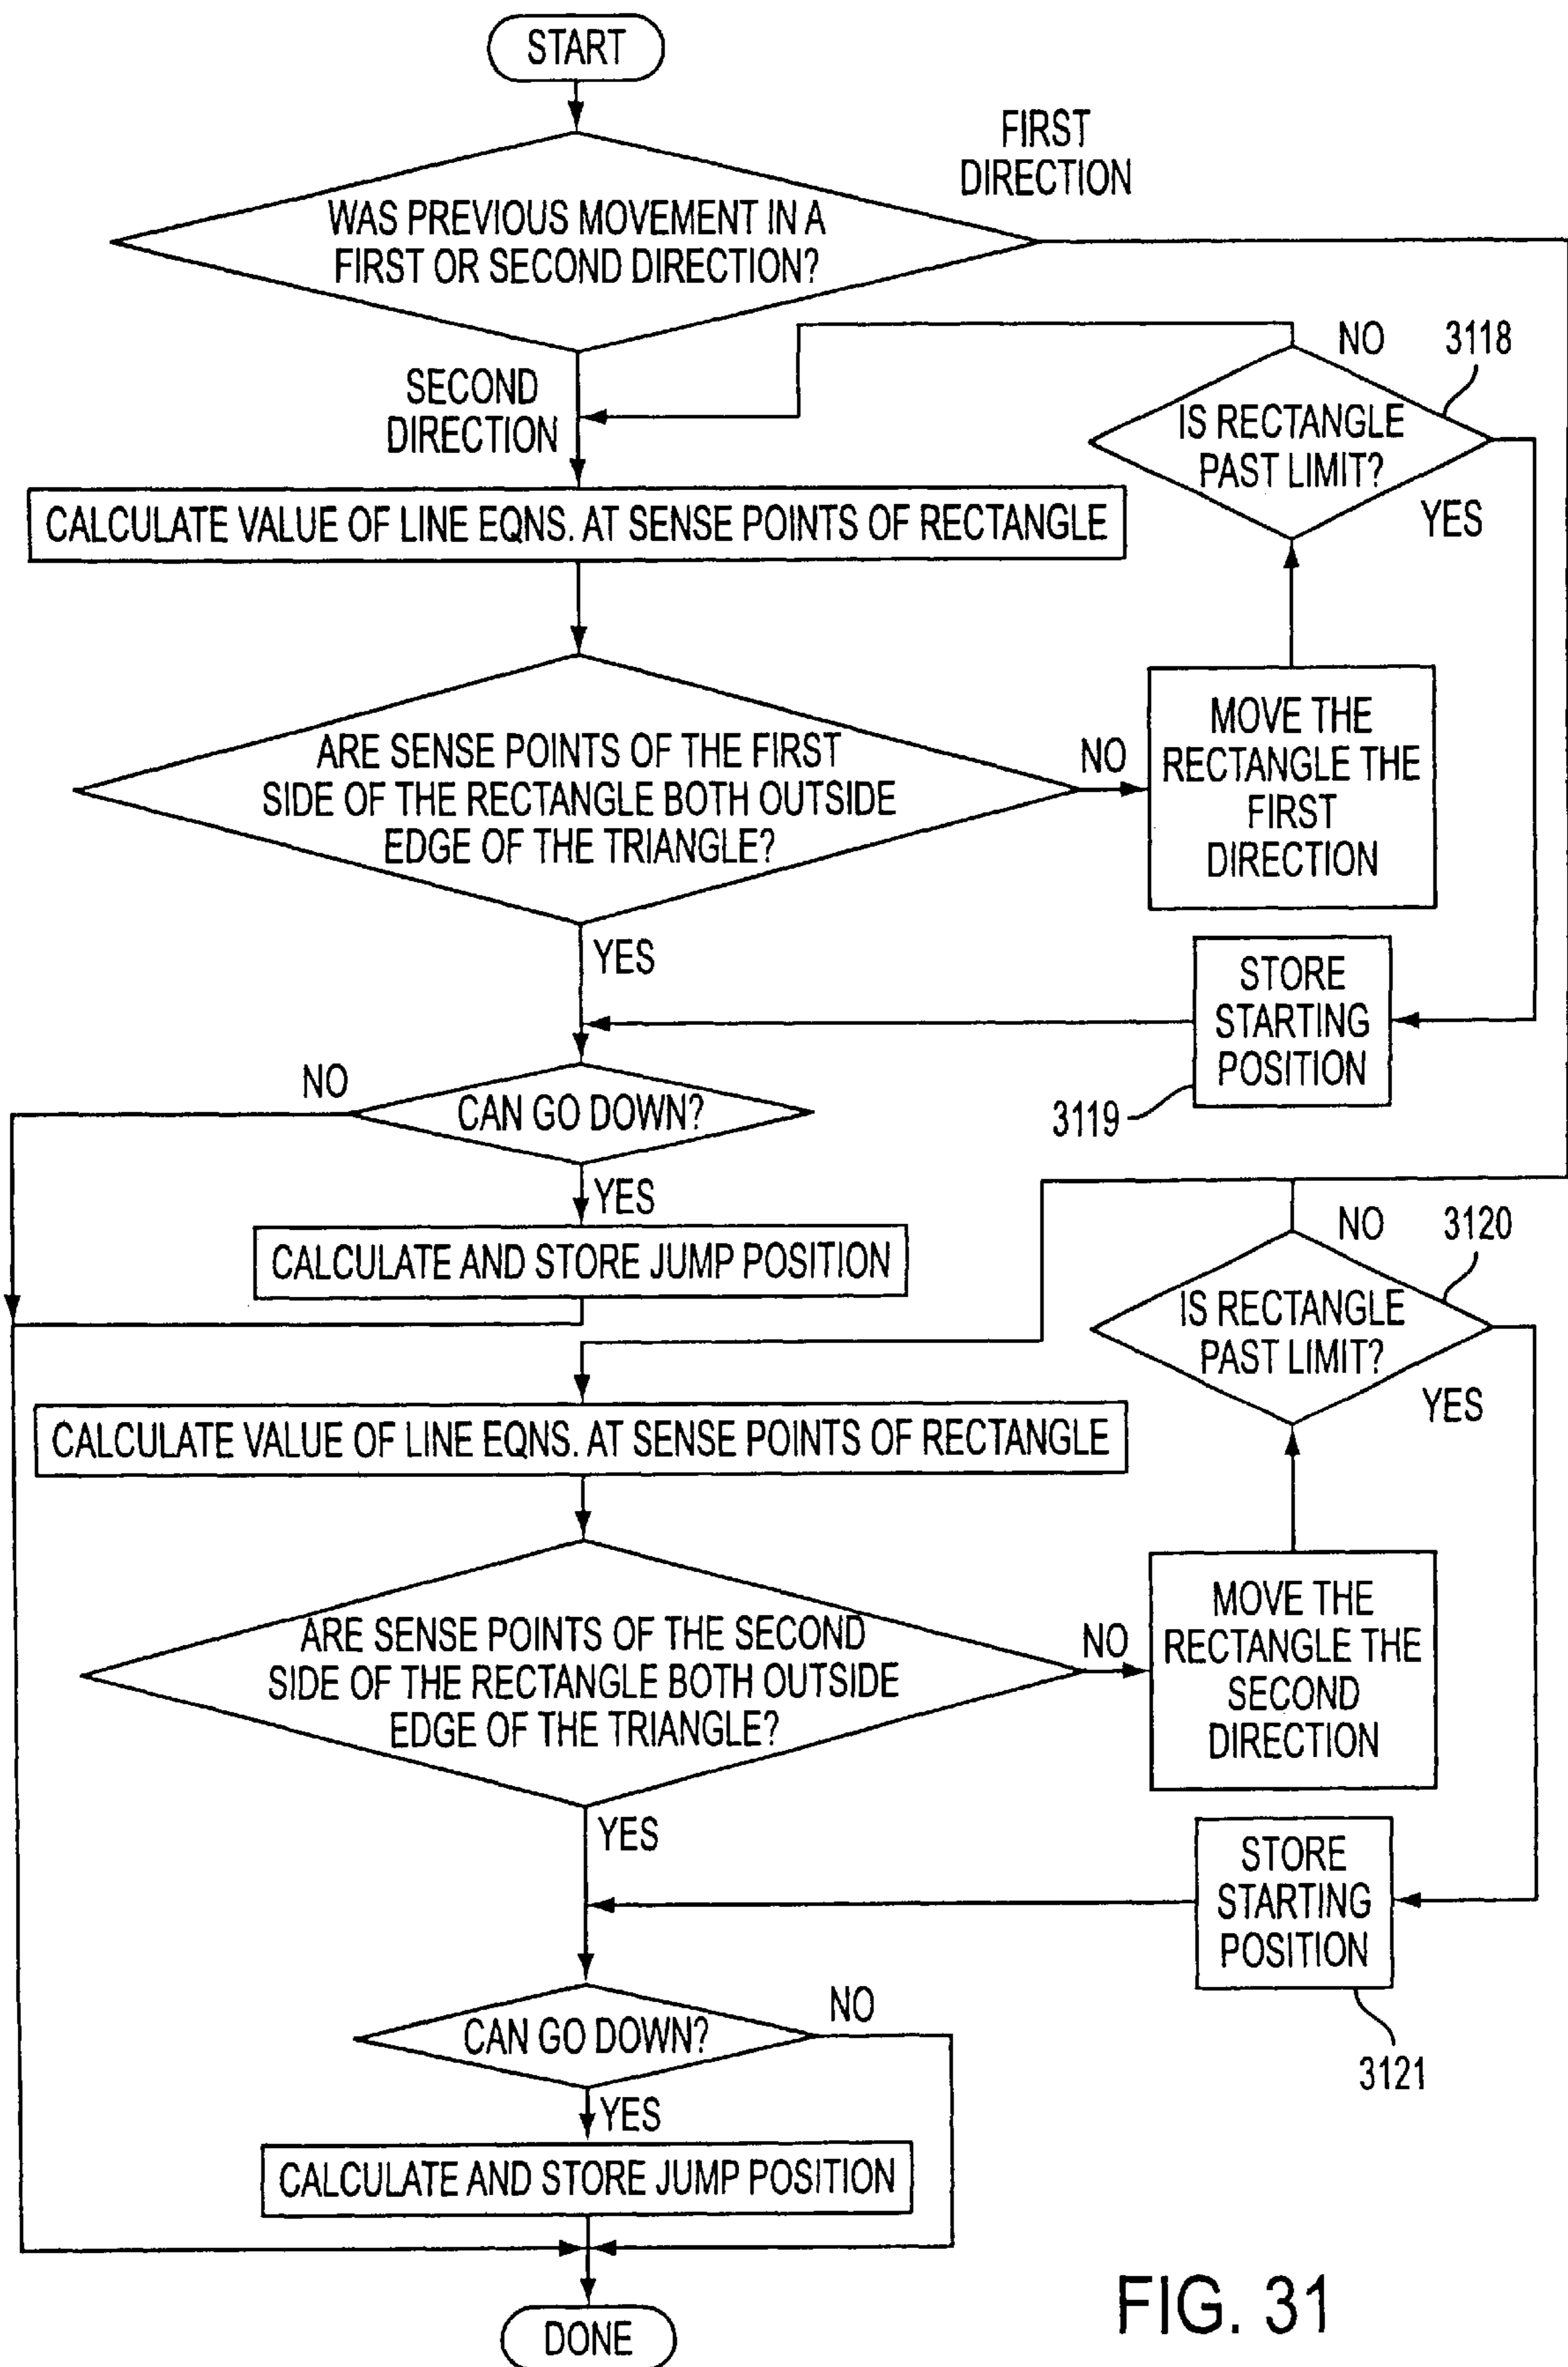 START
FIRST
DIRECTION
WAS PREVIOUS MOVEMENT IN A
FIRST OR SECOND DIRECTION?
NO
3118
SECOND
DIRECTION
IS RECTANGLE
PAST LIMIT?
YES
CALCULATE VALUE OF LINE EQNS. AT SENSE POINTS OF RECTANGLE
ARE SENSE POINTS OF THE FIRST
SIDE OF THE RECTANGLE BOTH OUTSIDE
EDGE OF THE TRIANGLE?
NO
MOVE THE
RECTANGLE THE
FIRST
DIRECTION
YES
STORE
STARTING
POSITION
3119
NO
CAN GO DOWN?
YES
CALCULATE AND STORE JUMP POSITION
NO
3120
IS RECTANGLE
PAST LIMIT?
YES
CALCULATE VALUE OF LINE EQNS. AT SENSE POINTS OF RECTANGLE
ARE SENSE POINTS OF THE SECOND
SIDE OF THE RECTANGLE BOTH OUTSIDE
EDGE OF THE TRIANGLE?
NO
MOVE THE
RECTANGLE THE
SECOND
DIRECTION
YES
STORE
STARTING
POSITION
3121
CAN GO DOWN?
NO
YES
CALCULATE AND STORE JUMP POSITION
DONE
FIG. 31